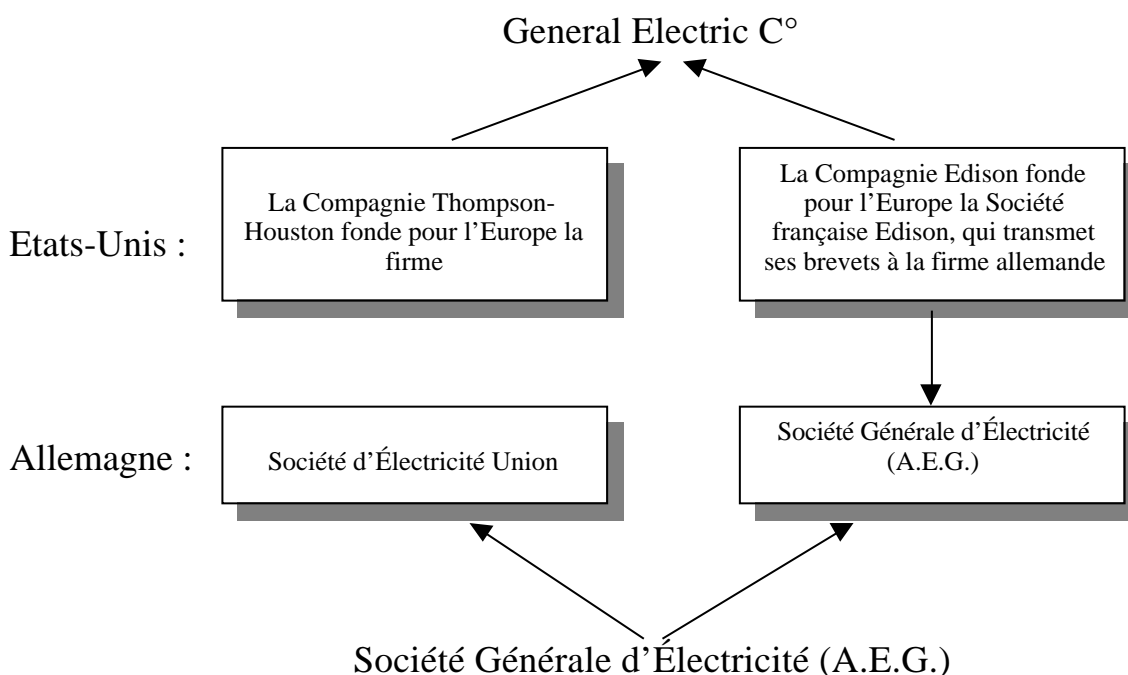 General Electric C°
Etats-Unis :
La Compagnie Thompson-
Houston fonde pour l’Europe la
firme
La Compagnie Edison fonde
pour l’Europe la Société
française Edison, qui transmet
ses brevets à la firme allemande
Allemagne :
Société d’Électricité Union
Société Générale d’Électricité
(A.E.G.)
Société Générale d’Électricité (A.E.G.)